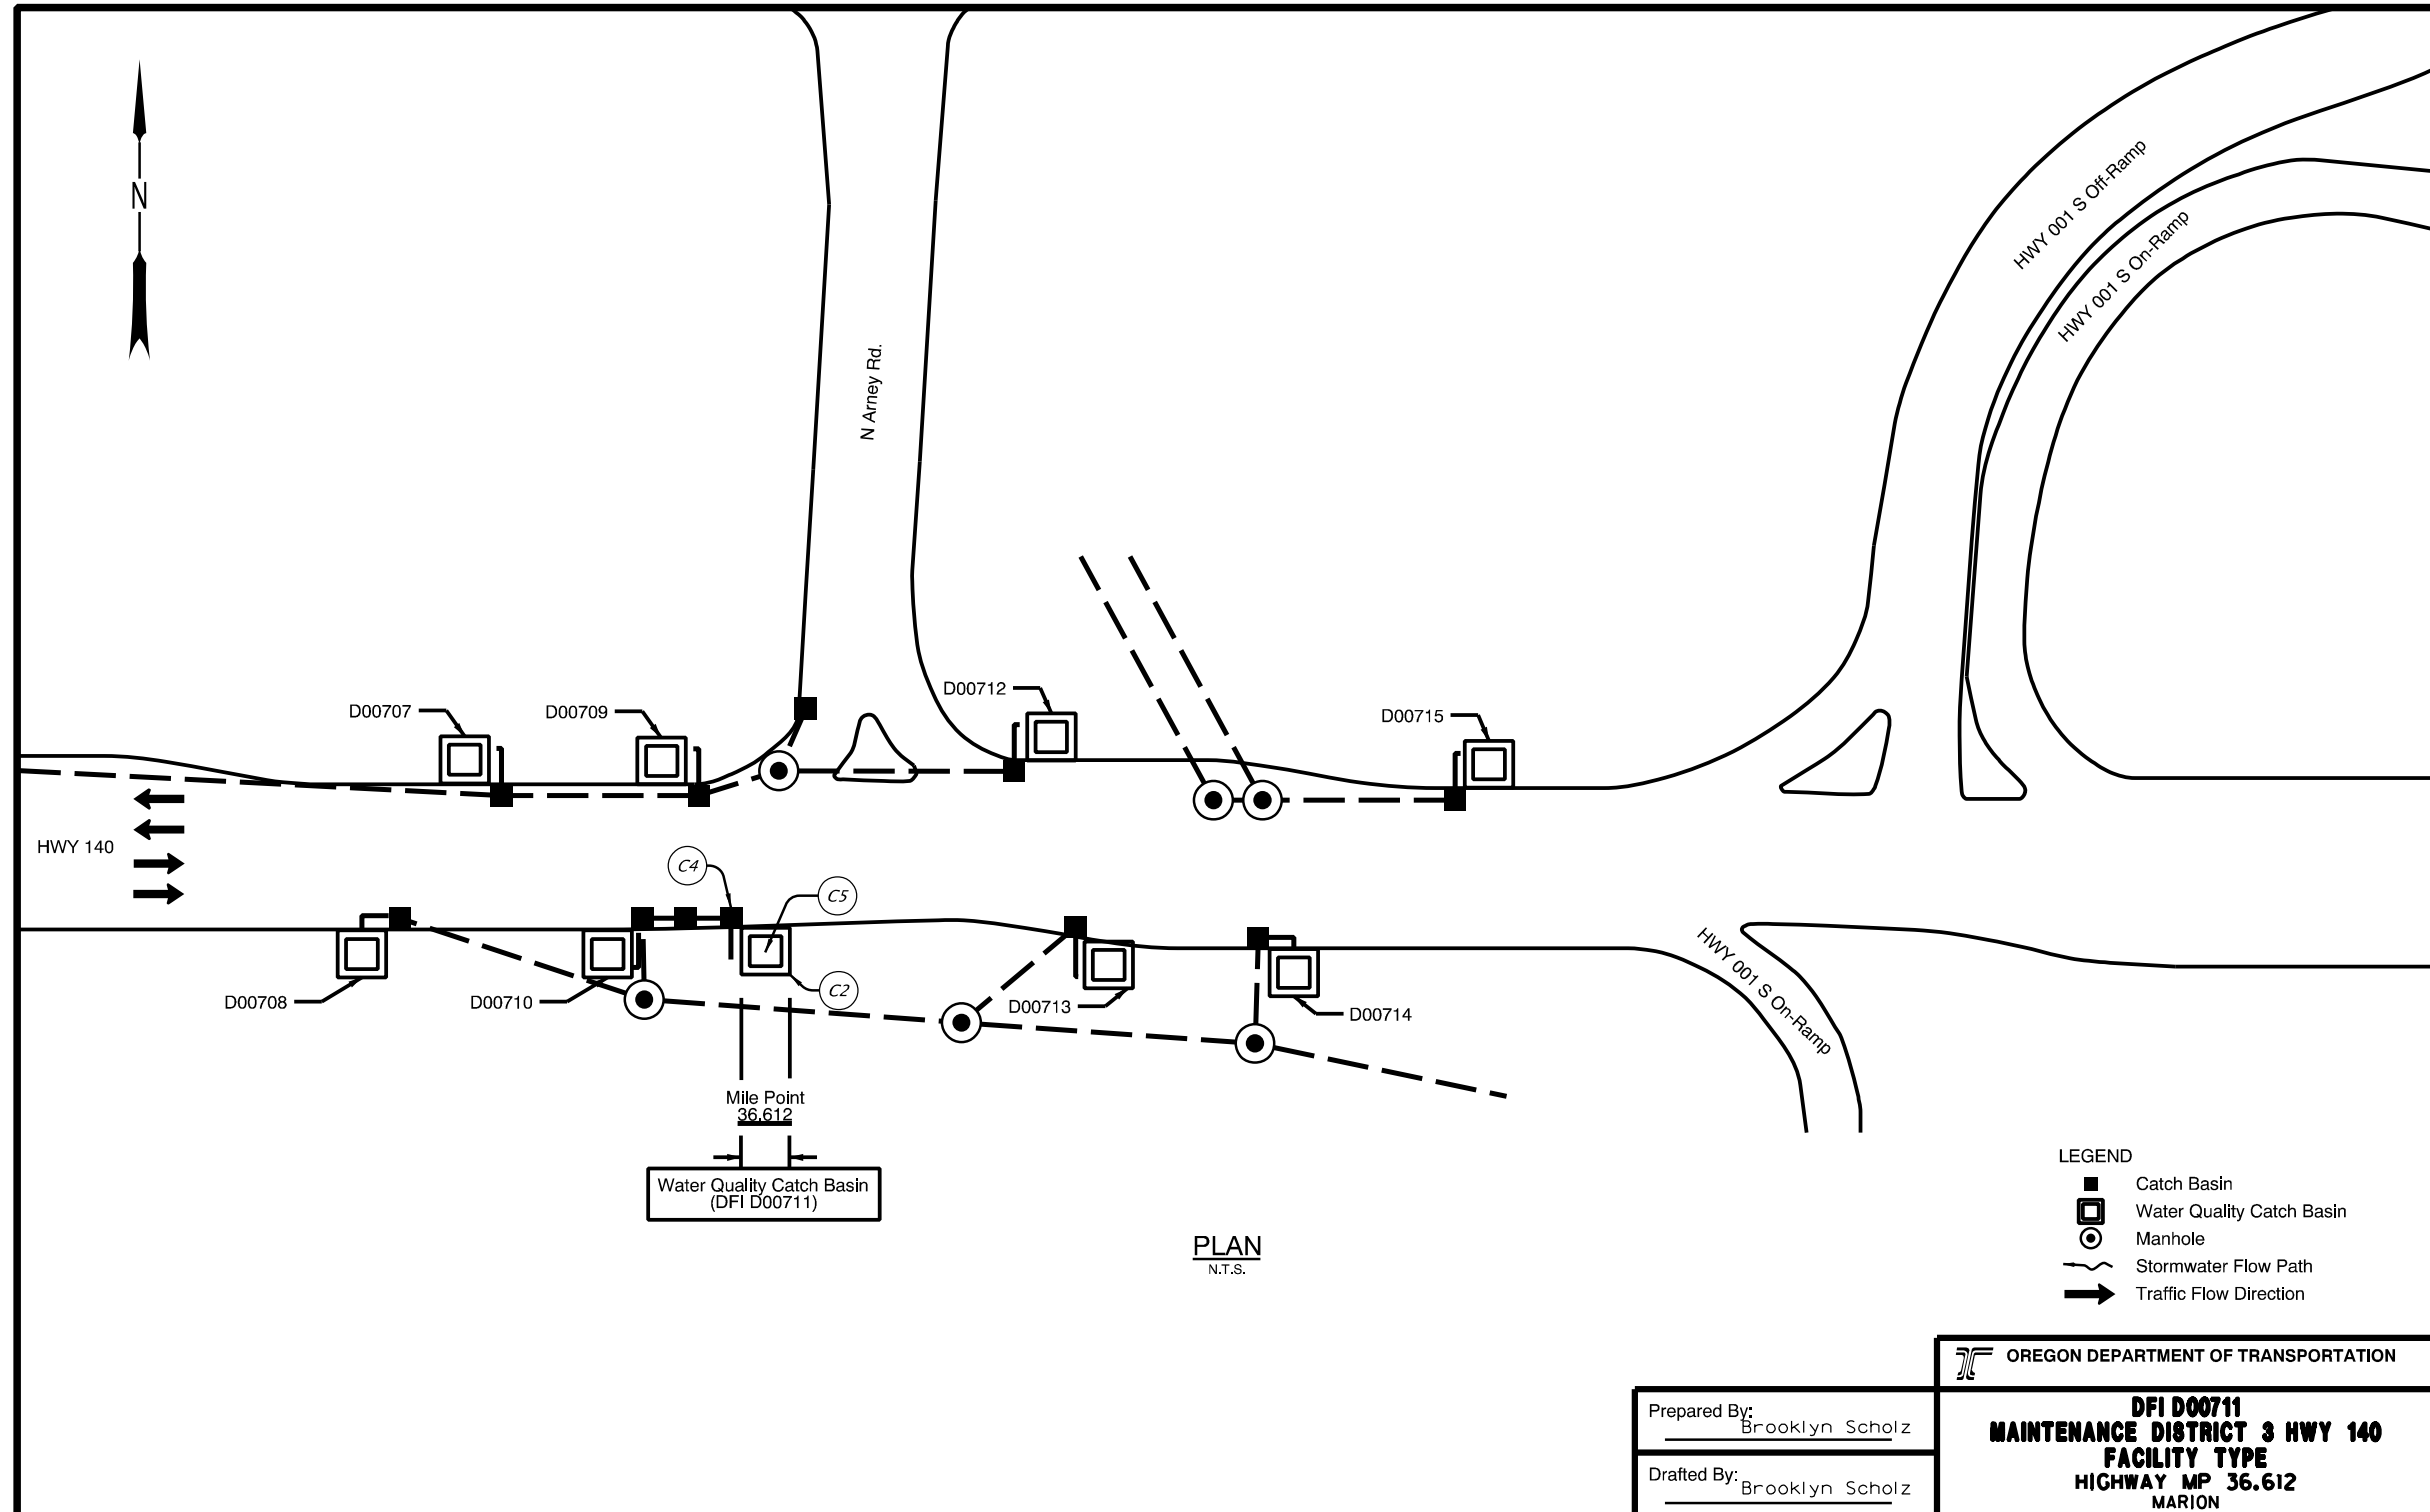 N
N Arney Rd.
HWY 001 S Off-Ramp
HWY 001 S On-Ramp
D00707
D00709
D00712
D00715
HWY 140
C4
C5
C2
D00708
D00710
D00713
D00714
HWY 001 S On-Ramp
Mile Point
36.612
Water Quality Catch Basin
(DFI D00711)
PLAN
N.T.S.
LEGEND
Catch Basin
Water Quality Catch Basin
Manhole
Stormwater Flow Path
Traffic Flow Direction
OREGON DEPARTMENT OF TRANSPORTATION
Prepared By: Brooklyn Scholz
Drafted By: Brooklyn Scholz
DFI D00711
MAINTENANCE DISTRICT 3 HWY 140
FACILITY TYPE
HIGHWAY MP 36.612
MARION